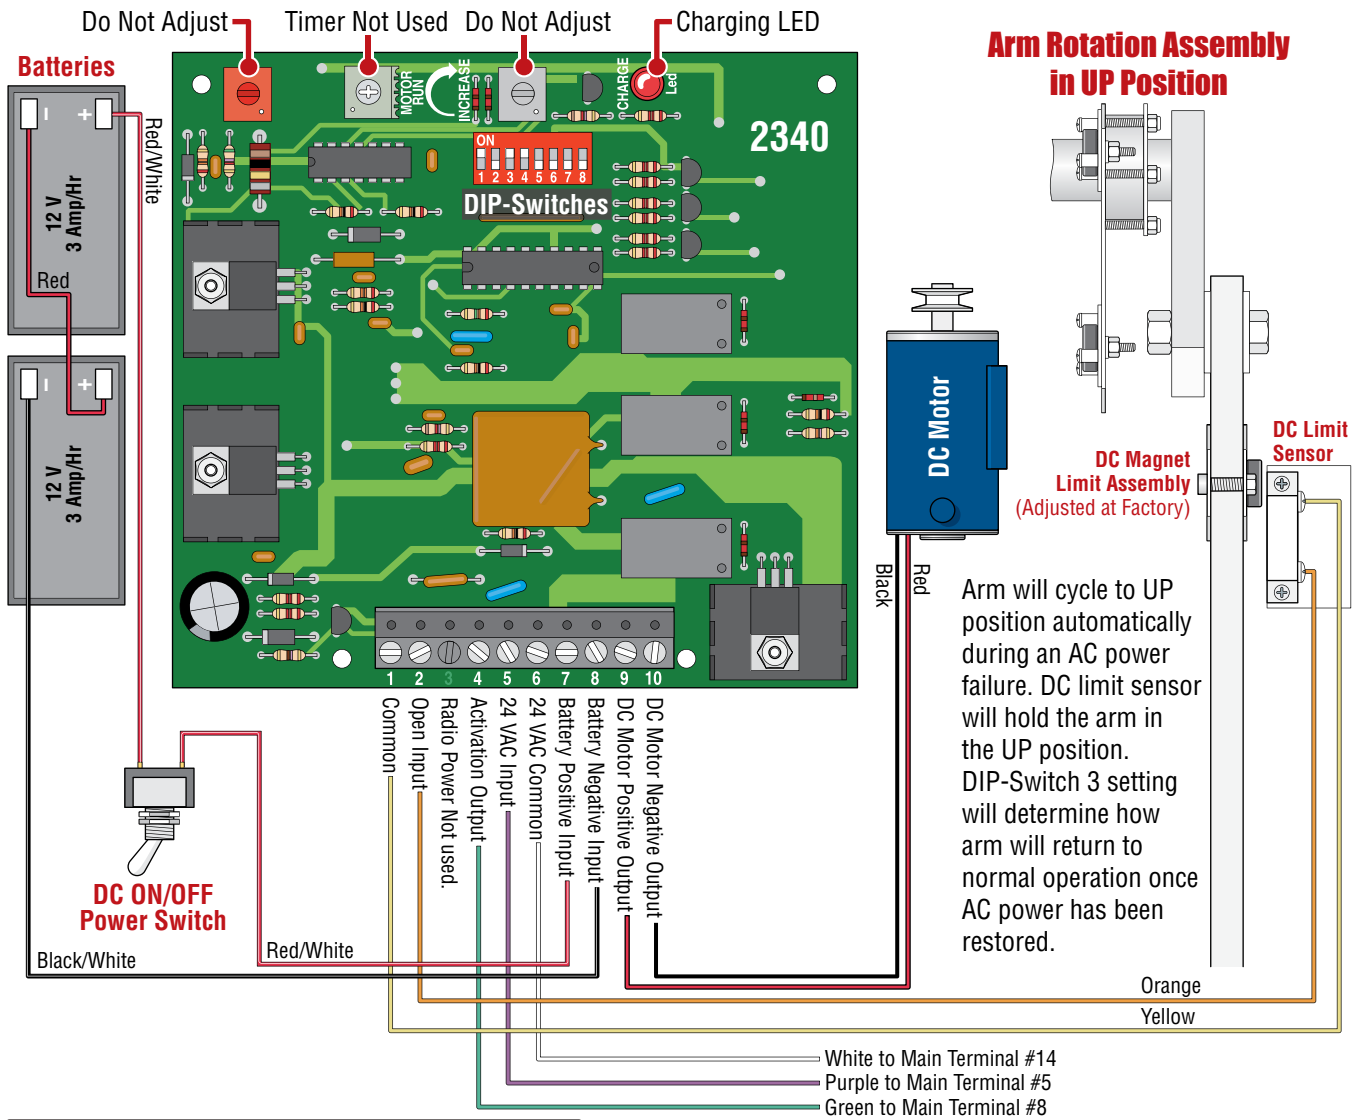 Do Not Adjust
Timer Not Used
Do Not Adjust
Charging LED
Arm Rotation Assembly
in UP Position
Batteries
MOTOR
RUN
INCREASE
CHARGE
Led
2340
ON
1 2 3 4 5 6 7 8
DIP-Switches
Red/White
– +
12 V
3 Amp/Hr
Red
– +
12 V
3 Amp/Hr
DC Motor
Black
Red
DC Limit
Sensor
DC Magnet
Limit Assembly
(Adjusted at Factory)
Arm will cycle to UP
position automatically
during an AC power
failure. DC limit sensor
will hold the arm in
the UP position.
DIP-Switch 3 setting
will determine how
arm will return to
normal operation once
AC power has been
restored.
1 2 3 4 5 6 7 8 9 10
Common
Open Input
Radio Power Not used.
Activation Output
24 VAC Input
24 VAC Common
Battery Positive Input
Battery Negative Input
DC Motor Positive Output
DC Motor Negative Output
DC ON/OFF
Power Switch
Red/White
Black/White
Orange
Yellow
White to Main Terminal #14
Purple to Main Terminal #5
Green to Main Terminal #8